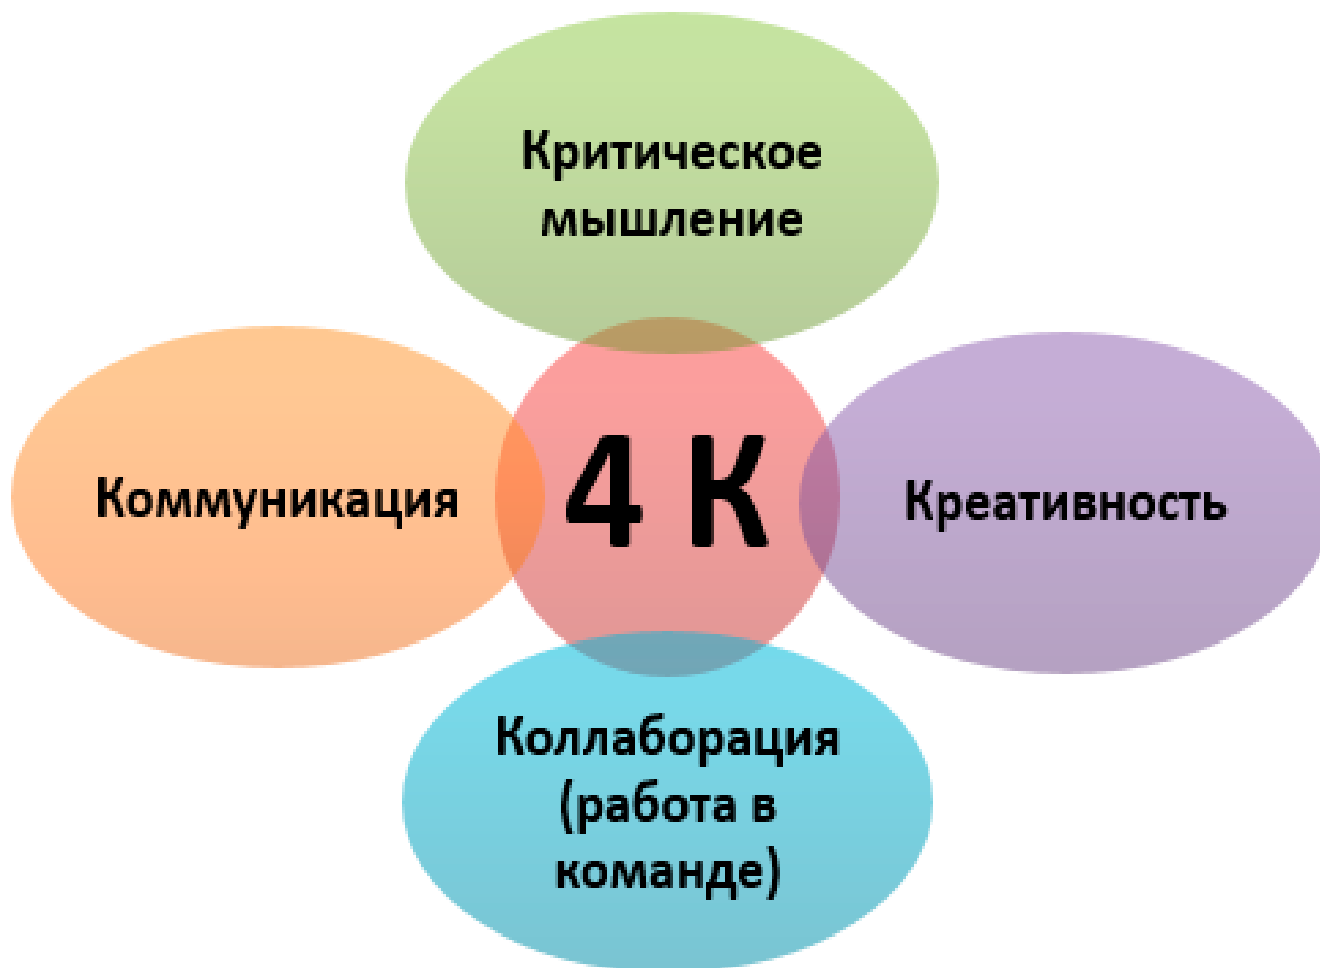 Критическое
мышление
Коммуникация
4 К
Креативность
Коллаборация
(работа в
команде)